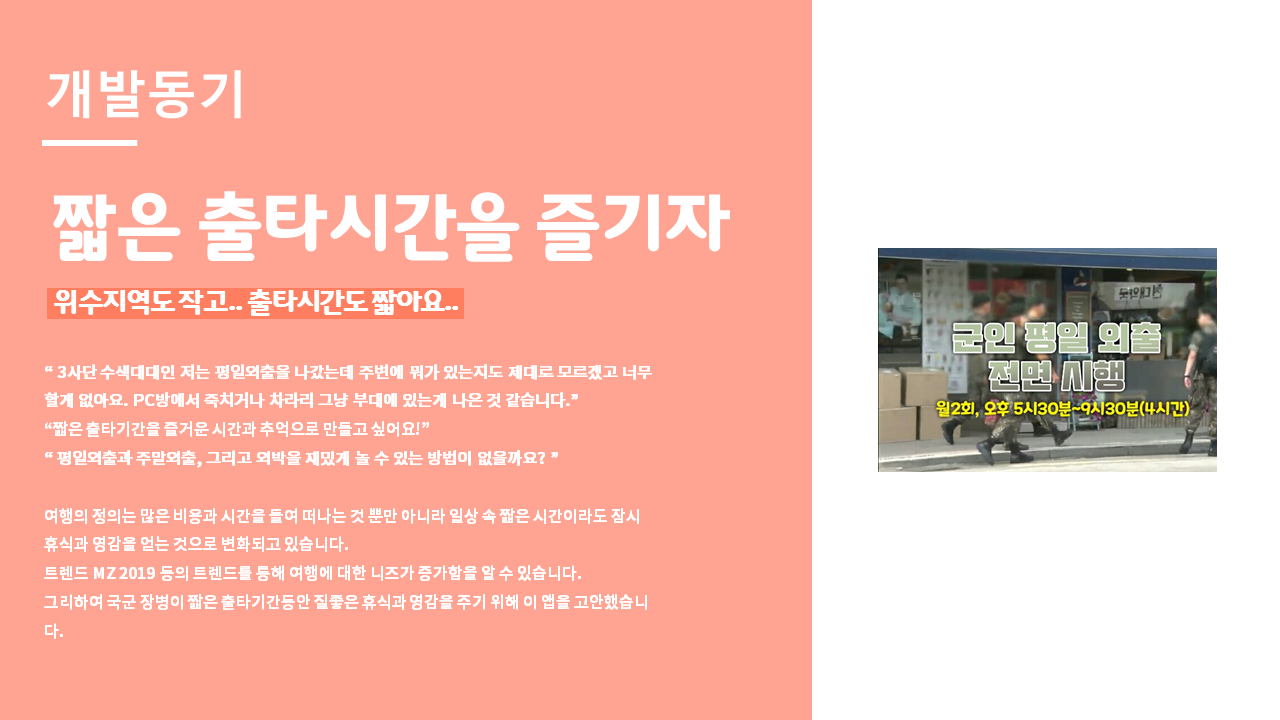 개발동기
짧은 출타시간을 즐기자
위수지역도 작고.. 출타시간도 짧아요..
“ 3사단 수색대대인 저는 평일외출을 나갔는데 주변에 뭐가 있는지도 제대로 모르겠고 너무
할게 없아요. PC방에서 죽치거나 차라리 그냥 부대에 있는게 나은 것 같습니다.”
“짧은 출타기간을 즐거운 시간과 추억으로 만들고 싶어요!”
“ 평일외출과 주말외출, 그리고 외박을 재밌게 놀 수 있는 방법이 없을까요? ”
여행의 정의는 많은 비용과 시간을 들여 떠나는 것 뿐만 아니라 일상 속 짧은 시간이라도 잠시
휴식과 영감을 얻는 것으로 변화되고 있습니다.
트렌드 MZ 2019 등의 트렌드를 통해 여행에 대한 니즈가 증가함을 알 수 있습니다.
그리하여 국군 장병이 짧은 출타기간동안 질좋은 휴식과 영감을 주기 위해 이 앱을 고안했습니
다.
현대약국
군인 평일 외출
전면 시행
월2회, 오후 5시30분~9시30분(4시간)